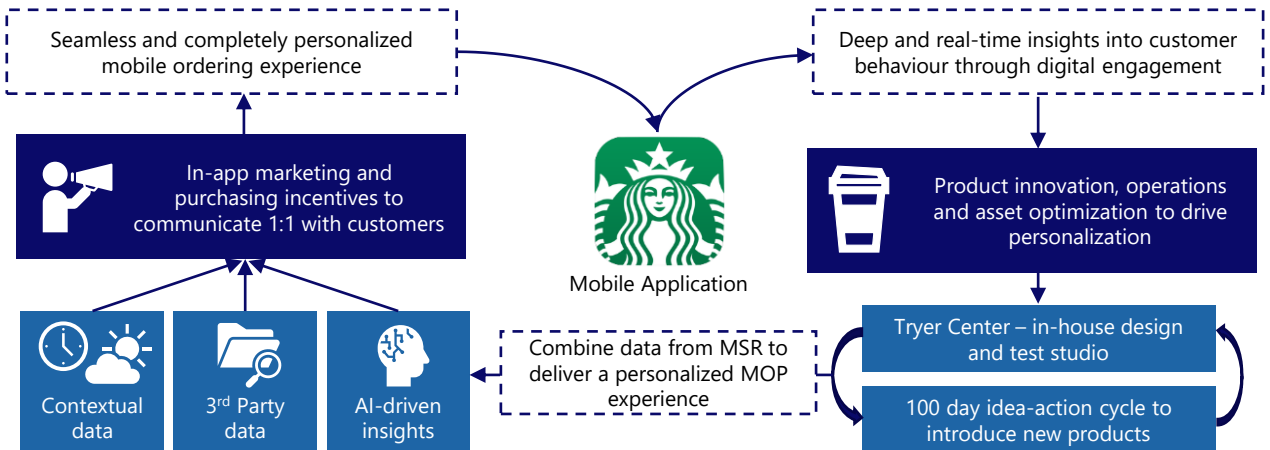 Seamless and completely personalized
mobile ordering experience
Deep and real-time insights into customer
behaviour through digital engagement
In-app marketing and
purchasing incentives to
communicate 1:1 with customers
Mobile Application
Product innovation, operations
and asset optimization to drive
personalization
Contextual
data
3rd Party
data
AI-driven
insights
Combine data from MSR to
deliver a personalized MOP
experience
Tryer Center – in-house design
and test studio
100 day idea-action cycle to
introduce new products